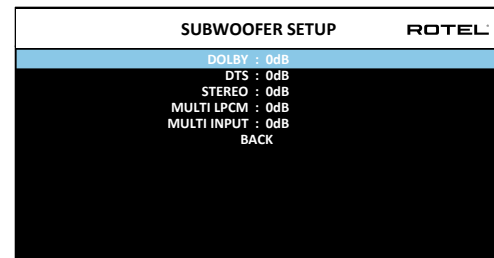 SUBWOOFER SETUP ROTEL
DOLBY : 0dB
DTS : 0dB
STEREO : 0dB
MULTI LPCM : 0dB
MULTI INPUT : 0dB
BACK